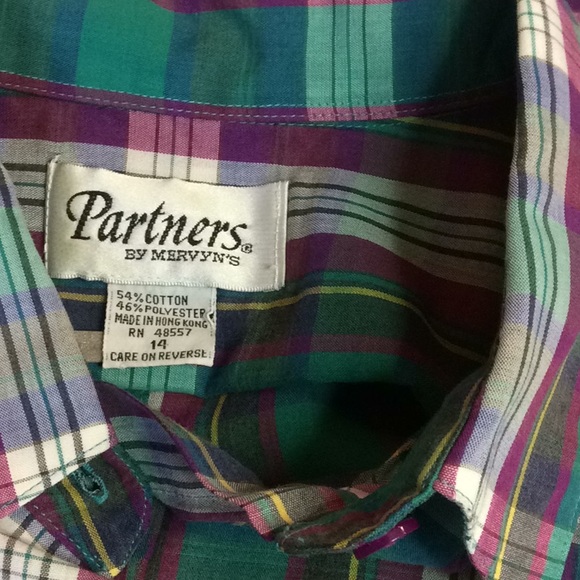 Partners®
BY MERVYN'S
54% COTTON
46% POLYESTER
MADE IN HONG KONG
RN 48557
14
CARE ON REVERSE